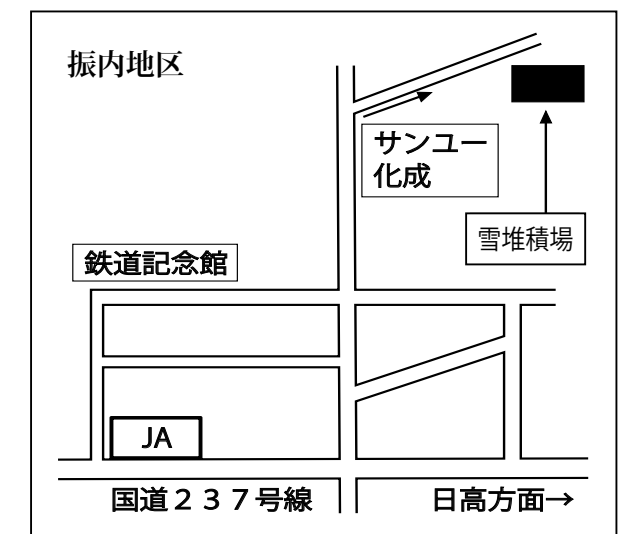 振内地区
サンユー
化成
雪堆積場
鉄道記念館
JA
国道２３７号線
日高方面→